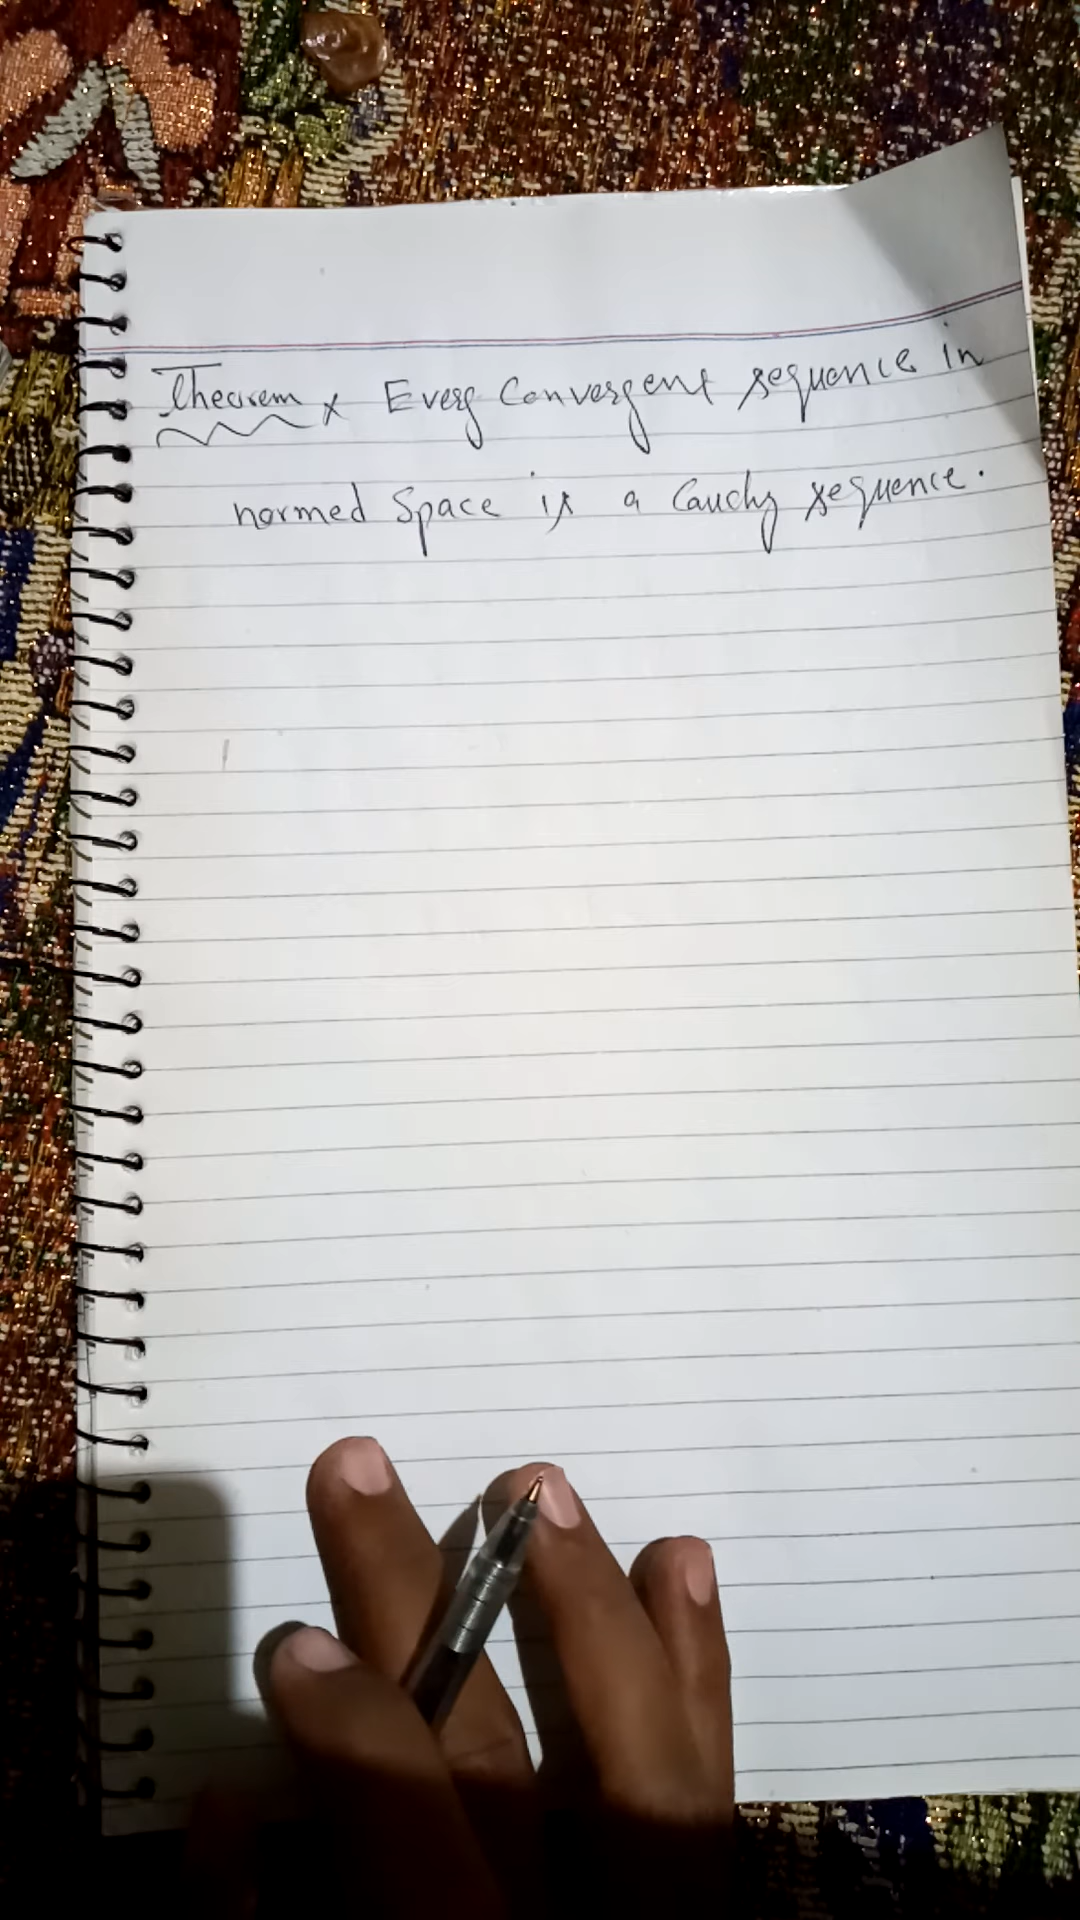 Theorem x Every Convergent sequence in
normed Space is a Cauchy sequence.